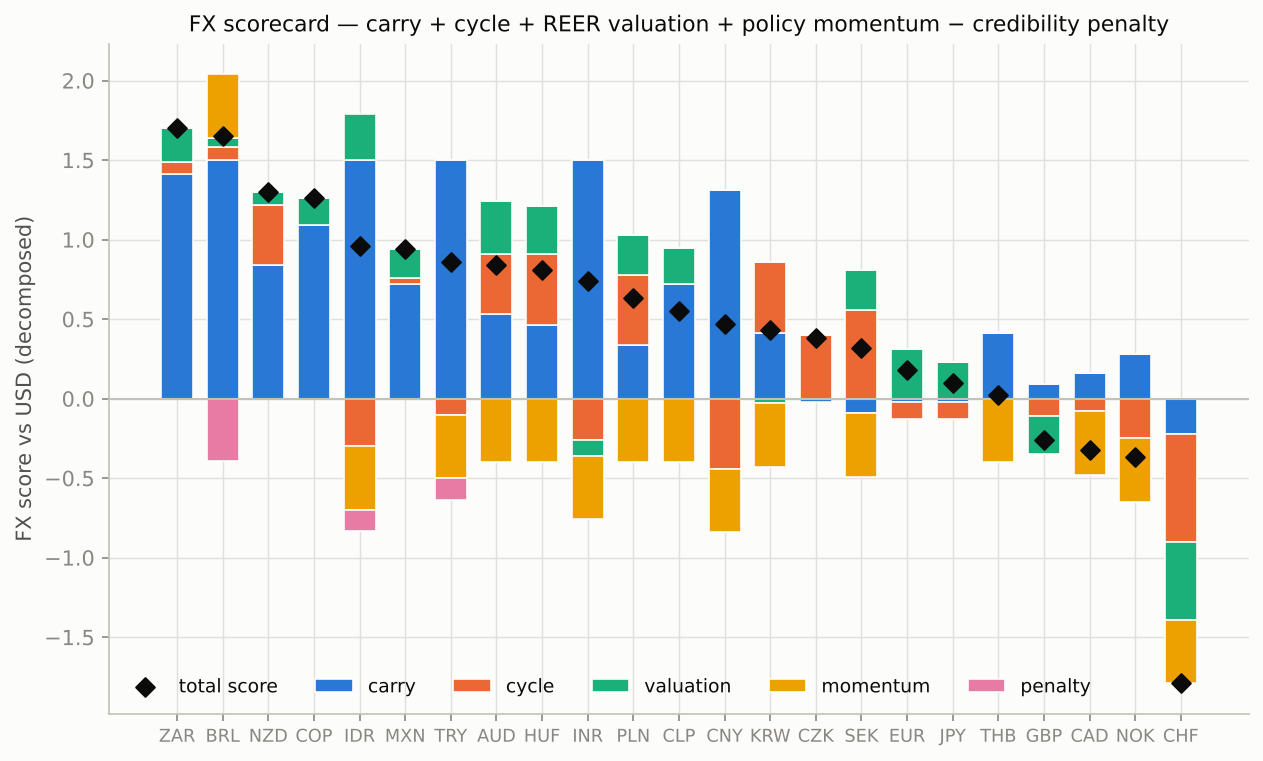 FX scorecard — carry + cycle + REER valuation + policy momentum − credibility penalty
FX score vs USD (decomposed)
2.0
1.5
1.0
0.5
0.0
−0.5
−1.0
−1.5
total score carry cycle valuation momentum penalty
ZAR BRL NZD COP IDR MXN TRY AUD HUF INR PLN CLP CNY KRW CZK SEK EUR JPY THB GBP CAD NOK CHF